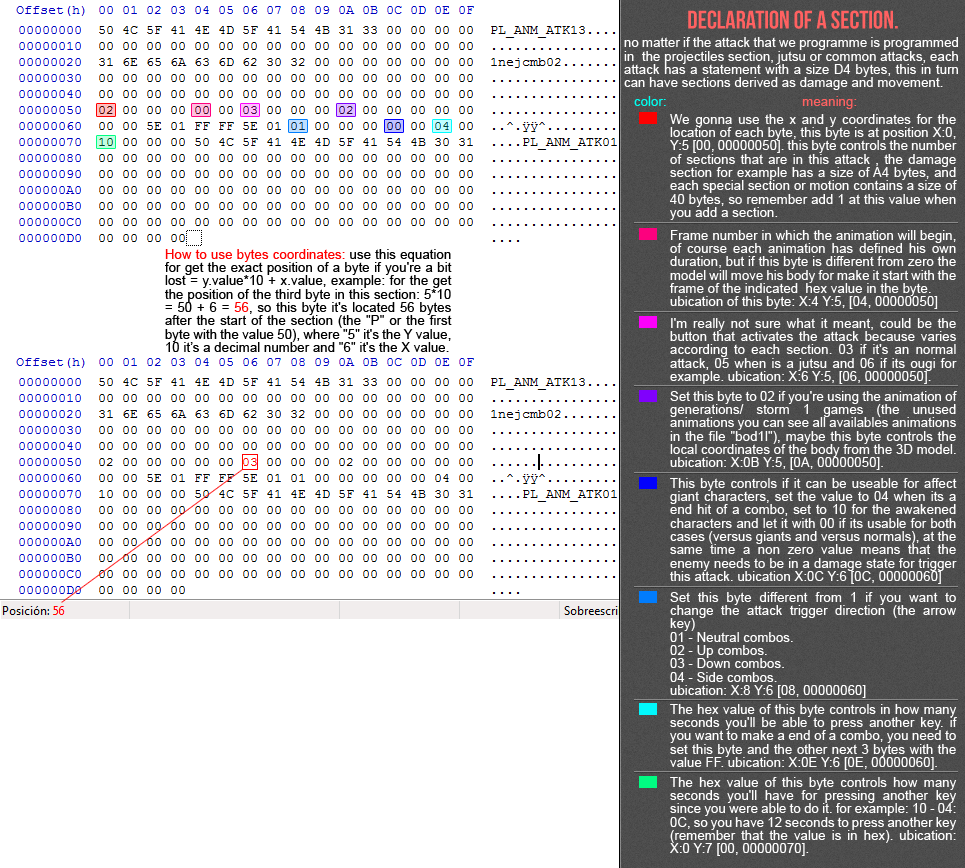 Offset(h) 00 01 02 03 04 05 06 07 08 09 0A 0B 0C 0D 0E 0F
00000000 50 4C 5F 41 4E 4D 5F 41 54 4B 31 33 00 00 00 00 PL_ANM_ATK13....
00000010 00 00 00 00 00 00 00 00 00 00 00 00 00 00 00 00 ................
00000020 31 6E 65 6A 63 6D 62 30 32 00 00 00 00 00 00 00 1nejcmb02.......
00000030 00 00 00 00 00 00 00 00 00 00 00 00 00 00 00 00 ................
00000040 00 00 00 00 00 00 00 00 00 00 00 00 00 00 00 00 ................
00000050 02 00 00 00 00 00 03 00 00 00 02 00 00 00 00 00 ................
00000060 00 00 5E 01 FF FF 5E 01 01 00 00 00 00 00 04 00 ..^.ÿÿ^.........
00000070 10 00 00 00 50 4C 5F 41 4E 4D 5F 41 54 4B 30 31 ....PL_ANM_ATK01
00000080 00 00 00 00 00 00 00 00 00 00 00 00 00 00 00 00 ................
00000090 00 00 00 00 00 00 00 00 00 00 00 00 00 00 00 00 ................
000000A0 00 00 00 00 00 00 00 00 00 00 00 00 00 00 00 00 ................
000000B0 00 00 00 00 00 00 00 00 00 00 00 00 00 00 00 00 ................
000000C0 00 00 00 00 00 00 00 00 00 00 00 00 00 00 00 00 ................
000000D0 00 00 00 00 ....
How to use bytes coordinates: use this equation
for get the exact position of a byte if you're a bit
lost = y.value*10 + x.value, example: for the get
the position of the third byte in this section: 5*10
= 50 + 6 = 56, so this byte it's located 56 bytes
after the start of the section (the "P" or the first
byte with the value 50), where "5" it's the Y value,
10 it's a decimal number and "6" it's the X value.
Offset(h) 00 01 02 03 04 05 06 07 08 09 0A 0B 0C 0D 0E 0F
00000000 50 4C 5F 41 4E 4D 5F 41 54 4B 31 33 00 00 00 00 PL_ANM_ATK13....
00000010 00 00 00 00 00 00 00 00 00 00 00 00 00 00 00 00 ................
00000020 31 6E 65 6A 63 6D 62 30 32 00 00 00 00 00 00 00 1nejcmb02.......
00000030 00 00 00 00 00 00 00 00 00 00 00 00 00 00 00 00 ................
00000040 00 00 00 00 00 00 00 00 00 00 00 00 00 00 00 00 ................
00000050 02 00 00 00 00 00 03 00 00 00 02 00 00 00 00 00 ................
00000060 00 00 5E 01 FF FF 5E 01 01 00 00 00 00 00 04 00 ..^.ÿÿ^.........
00000070 10 00 00 00 50 4C 5F 41 4E 4D 5F 41 54 4B 30 31 ....PL_ANM_ATK01
00000080 00 00 00 00 00 00 00 00 00 00 00 00 00 00 00 00 ................
00000090 00 00 00 00 00 00 00 00 00 00 00 00 00 00 00 00 ................
000000A0 00 00 00 00 00 00 00 00 00 00 00 00 00 00 00 00 ................
000000B0 00 00 00 00 00 00 00 00 00 00 00 00 00 00 00 00 ................
000000C0 00 00 00 00 00 00 00 00 00 00 00 00 00 00 00 00 ................
000000D0 00 00 00 00 ....
Posición: 56 Sobreescri
DECLARATION OF A SECTION.
no matter if the attack that we programme is programmed
in the projectiles section, jutsu or common attacks, each
attack has a statement with a size D4 bytes, this in turn
can have sections derived as damage and movement.
color: meaning:
We gonna use the x and y coordinates for the
location of each byte, this byte is at position X:0,
Y:5 [00, 00000050]. this byte controls the number
of sections that are in this attack , the damage
section for example has a size of A4 bytes, and
each special section or motion contains a size of
40 bytes, so remember add 1 at this value when
you add a section.
Frame number in which the animation will begin,
of course each animation has defined his own
duration, but if this byte is different from zero the
model will move his body for make it start with the
frame of the indicated hex value in the byte.
ubication of this byte: X:4 Y:5, [04, 00000050]
I'm really not sure what it meant, could be the
button that activates the attack because varies
according to each section. 03 if it's an normal
attack, 05 when is a jutsu and 06 if its ougi for
example. ubication: X:6 Y:5, [06, 00000050].
Set this byte to 02 if you're using the animation of
generations/ storm 1 games (the unused
animations you can see all availables animations
in the file "bod1l"), maybe this byte controls the
local coordinates of the body from the 3D model.
ubication: X:0B Y:5, [0A, 00000050].
This byte controls if it can be useable for affect
giant characters, set the value to 04 when its a
end hit of a combo, set to 10 for the awakened
characters and let it with 00 if its usable for both
cases (versus giants and versus normals), at the
same time a non zero value means that the
enemy needs to be in a damage state for trigger
this attack. ubication X:0C Y:6 [0C, 00000060]
Set this byte different from 1 if you want to
change the attack trigger direction (the arrow
key)
01 - Neutral combos.
02 - Up combos.
03 - Down combos.
04 - Side combos.
ubication: X:8 Y:6 [08, 00000060]
The hex value of this byte controls in how many
seconds you'll be able to press another key. if
you want to make a end of a combo, you need to
set this byte and the other next 3 bytes with the
value FF. ubication: X:0E Y:6 [0E, 00000060].
The hex value of this byte controls how many
seconds you'll have for pressing another key
since you were able to do it. for example: 10 - 04:
0C, so you have 12 seconds to press another key
(remember that the value is in hex). ubication:
X:0 Y:7 [00, 00000070].